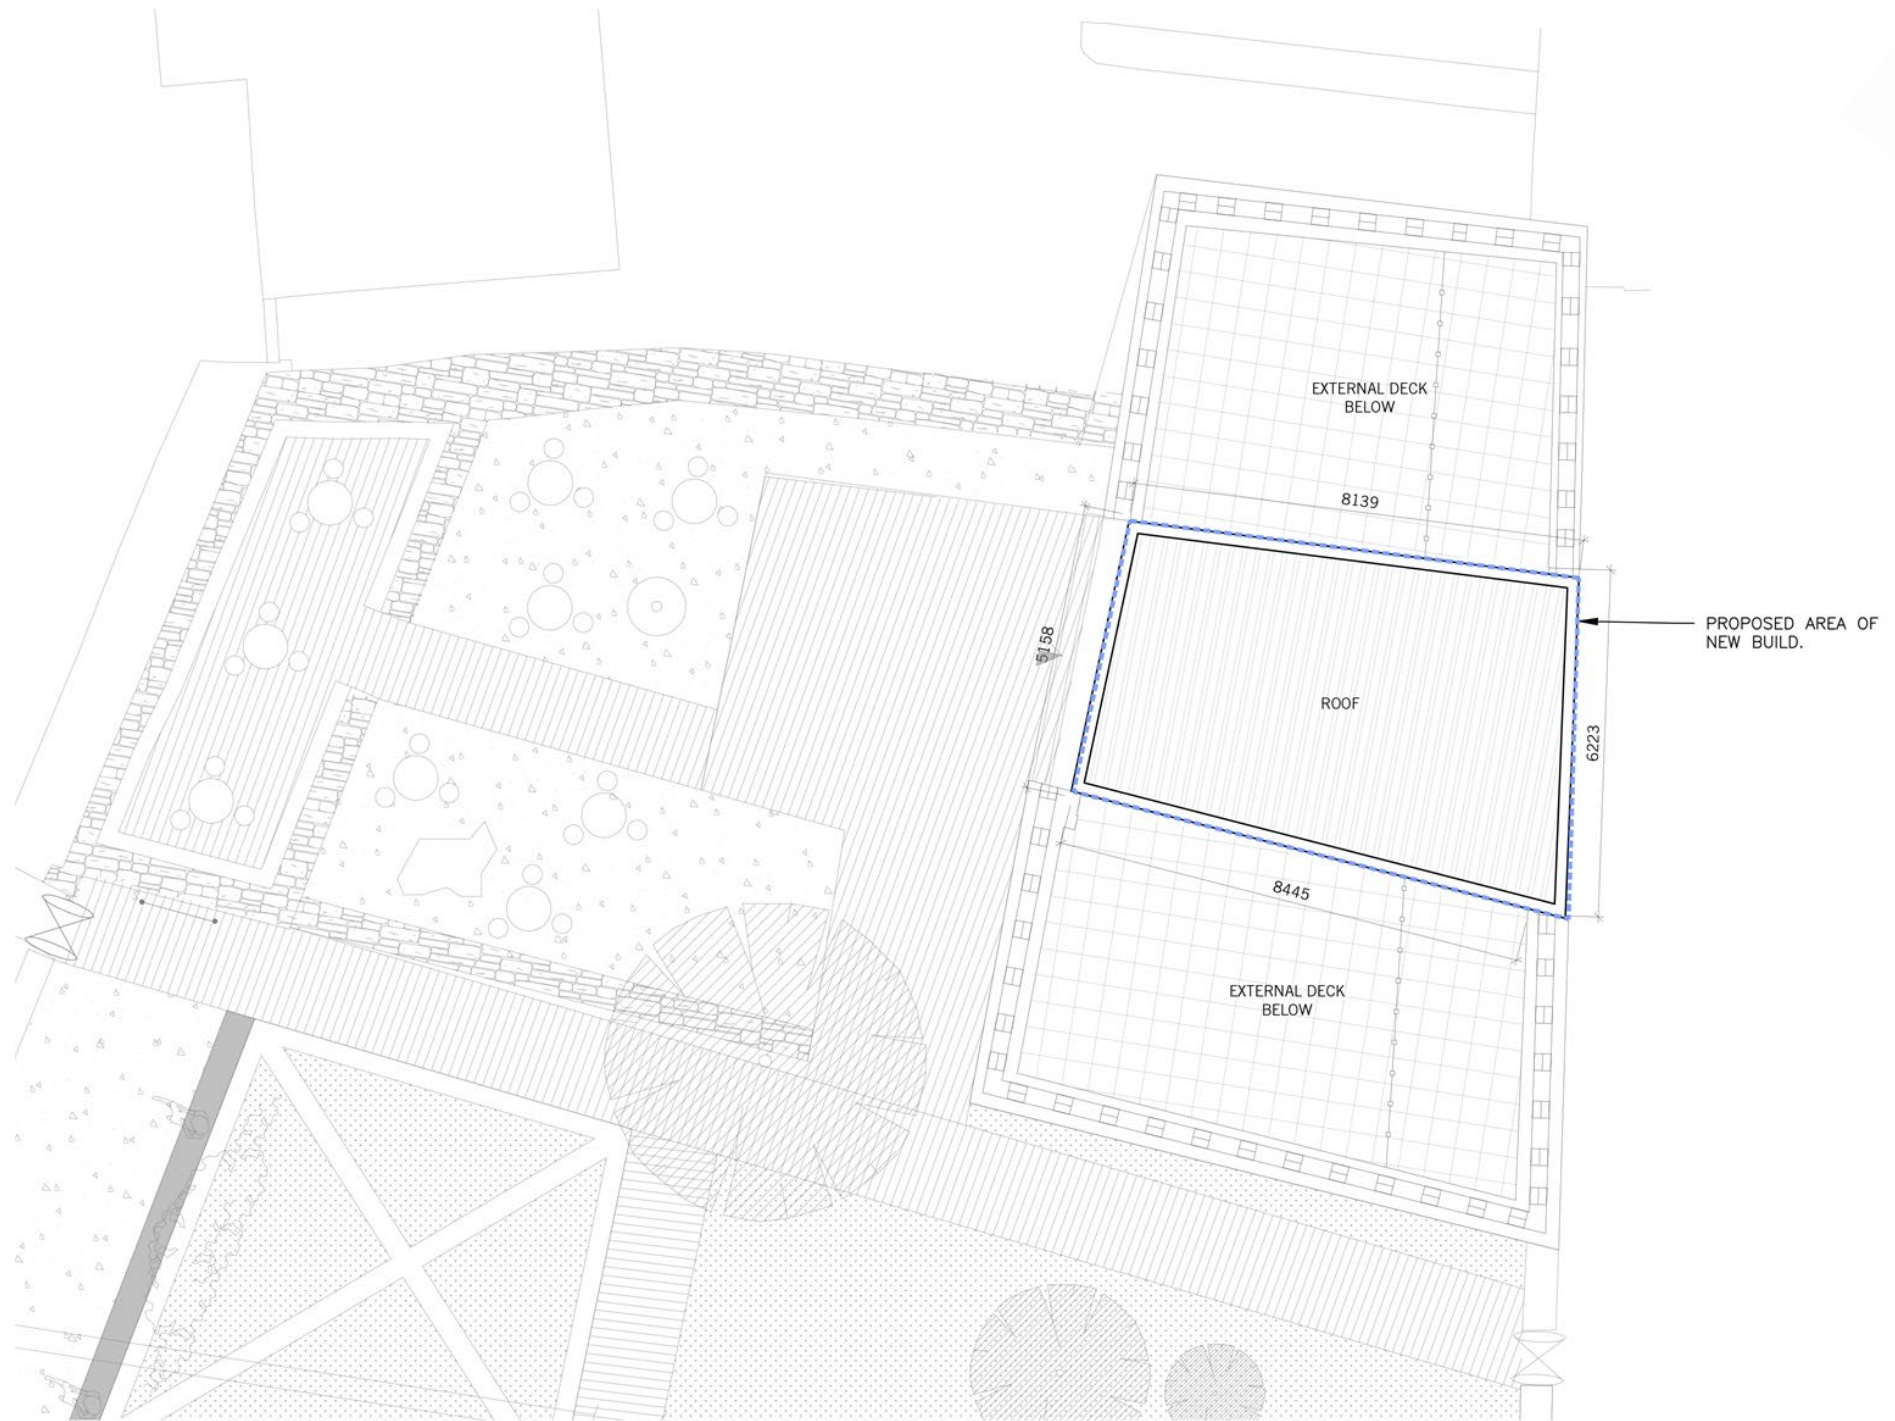 EXTERNAL DECK
BELOW
8139
PROPOSED AREA OF
NEW BUILD.
5158
ROOF
6223
8445
EXTERNAL DECK
BELOW